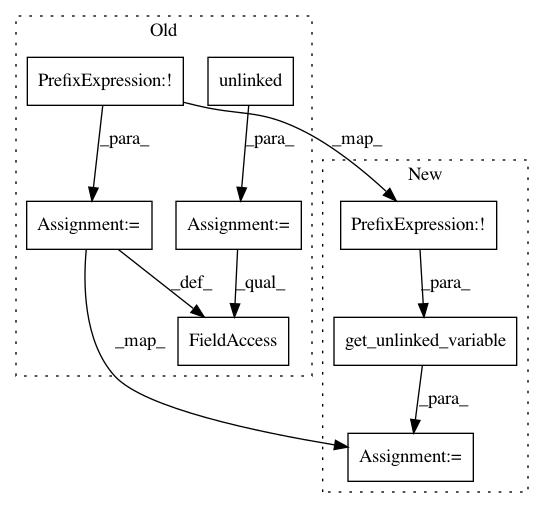 Old
PrefixExpression:!
unlinked
_para_
_para_
_map_
New
Assignment:=
Assignment:=
PrefixExpression:!
_def_
_qual_
_para_
_map_
FieldAccess
get_unlinked_variable
_para_
Assignment:=